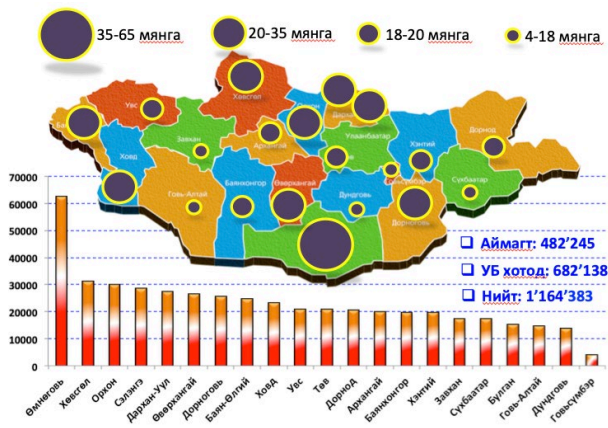 35-65 мянга
20-35 мянга
18-20 мянга
4-18 мянга
Хөвсгөл
Увс
Завхан
Архангай
Улаанбаатар
Хэнтий
Дорнод
Ховд
Говь-Алтай
Баянхонгор
Өвөрхангай
Дундговь
Говьсүмбэр
Сүхбаатар
Дорноговь
70000
60000
50000
40000
30000
20000
10000
0
Аймагт: 482'245
УБ хотод: 682'138
Нийт: 1'164'383
Өмнөговь
Хөвсгөл
Орхон
Сэлэнгэ
Дархан-Уул
Өвөрхангай
Дорноговь
Баян-Өлгий
Ховд
Увс
Төв
Дорнод
Архангай
Баянхонгор
Хэнтий
Завхан
Сүхбаатар
Булган
Говь-Алтай
Дундговь
Говьсүмбэр